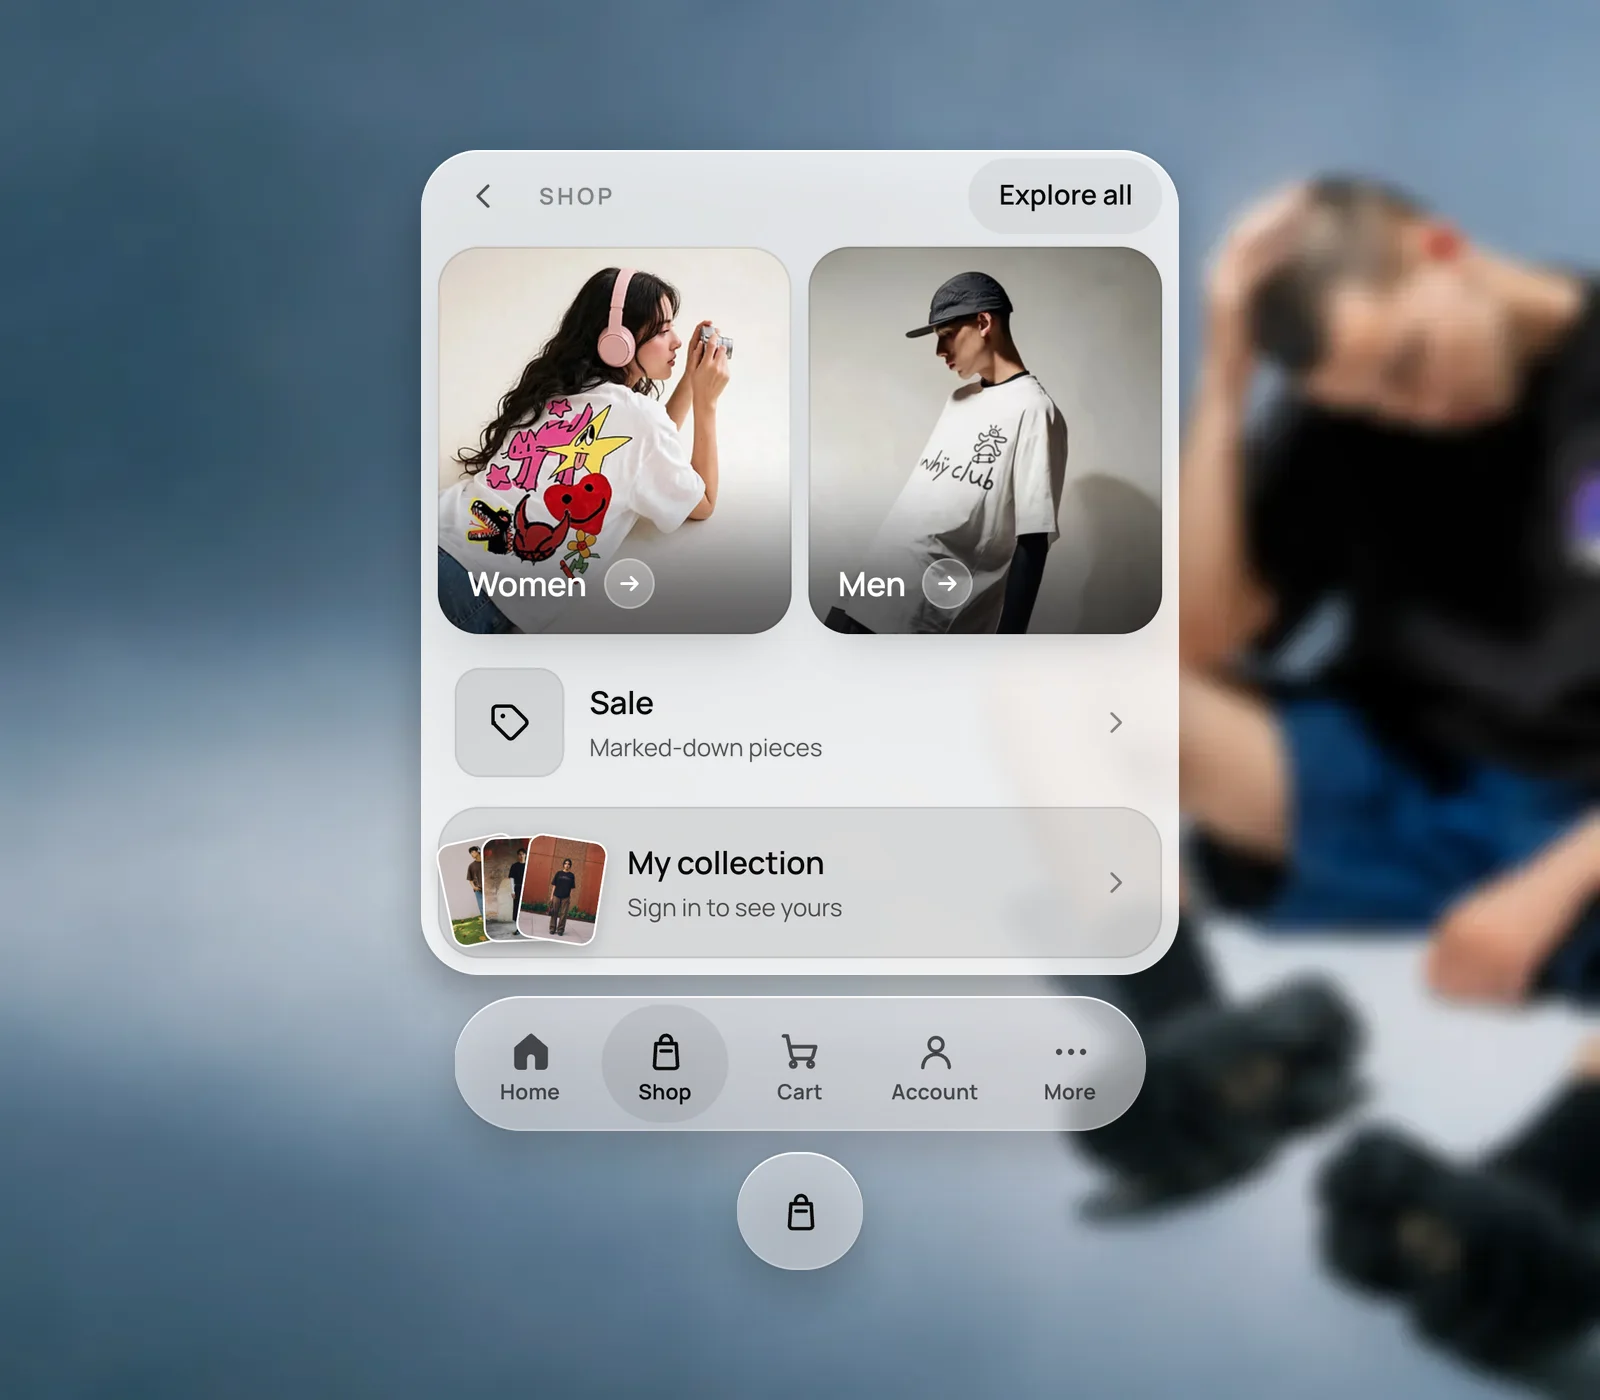 SHOP
Explore all
whÿ club
Women
Men
Sale
Marked-down pieces
My collection
Sign in to see yours
Home
Shop
Cart
Account
More